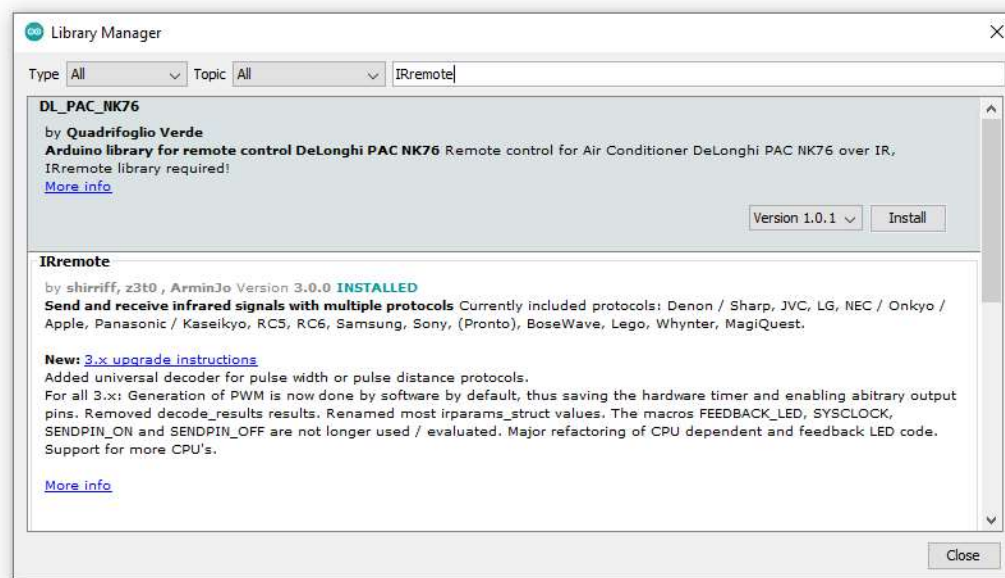 Library Manager
Type All Topic All IRremote
DL_PAC_NK76
by Quadrifoglio Verde
Arduino library for remote control DeLonghi PAC NK76 Remote control for Air Conditioner DeLonghi PAC NK76 over IR,
IRremote library required!
More info
Version 1.0.1 Install
IRremote
by shirriff, z3t0 , ArminJo Version 3.0.0 INSTALLED
Send and receive infrared signals with multiple protocols Currently included protocols: Denon / Sharp, JVC, LG, NEC / Onkyo /
Apple, Panasonic / Kaseikyo, RC5, RC6, Samsung, Sony, (Pronto), BoseWave, Lego, Whynter, MagiQuest.
New: 3.x upgrade instructions
Added universal decoder for pulse width or pulse distance protocols.
For all 3.x: Generation of PWM is now done by software by default, thus saving the hardware timer and enabling abitrary output
pins. Removed decode_results results. Renamed most irparams_struct values. The macros FEEDBACK_LED, SYSCLOCK,
SENDPIN_ON and SENDPIN_OFF are not longer used / evaluated. Major refactoring of CPU dependent and feedback LED code.
Support for more CPU's.
More info
Close